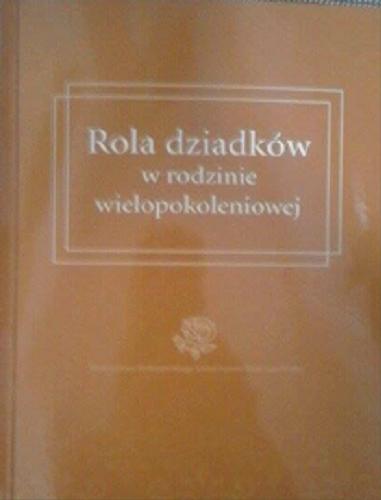 Rola dziadków
w rodzinie
wielopokoleniowej